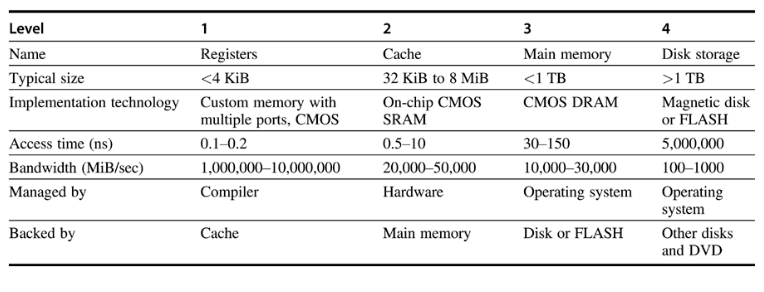 Level 1 2 3 4
Name Registers Cache Main memory Disk storage
Typical size <4 KiB 32 KiB to 8 MiB <1 TB >1 TB
Implementation technology Custom memory with On-chip CMOS CMOS DRAM Magnetic disk
multiple ports, CMOS SRAM or FLASH
Access time (ns) 0.1–0.2 0.5–10 30–150 5,000,000
Bandwidth (MiB/sec) 1,000,000–10,000,000 20,000–50,000 10,000–30,000 100–1000
Managed by Compiler Hardware Operating system Operating
system
Backed by Cache Main memory Disk or FLASH Other disks
and DVD